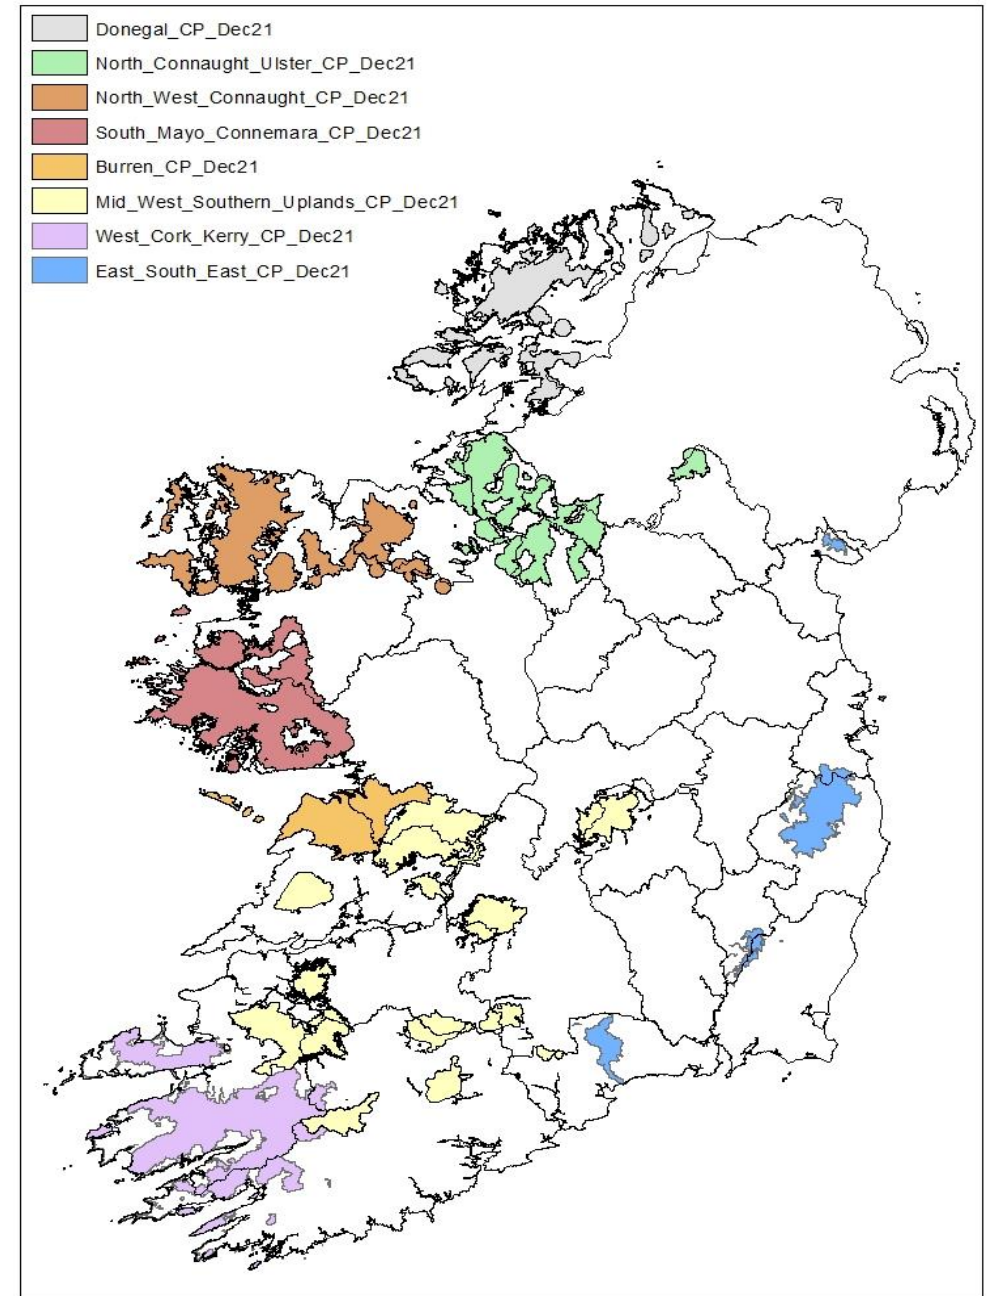 Donegal_CP_Dec21
North_Connaught_Ulster_CP_Dec21
North_West_Connaught_CP_Dec21
South_Mayo_Connemara_CP_Dec21
Burren_CP_Dec21
Mid_West_Southern_Uplands_CP_Dec21
West_Cork_Kerry_CP_Dec21
East_South_East_CP_Dec21